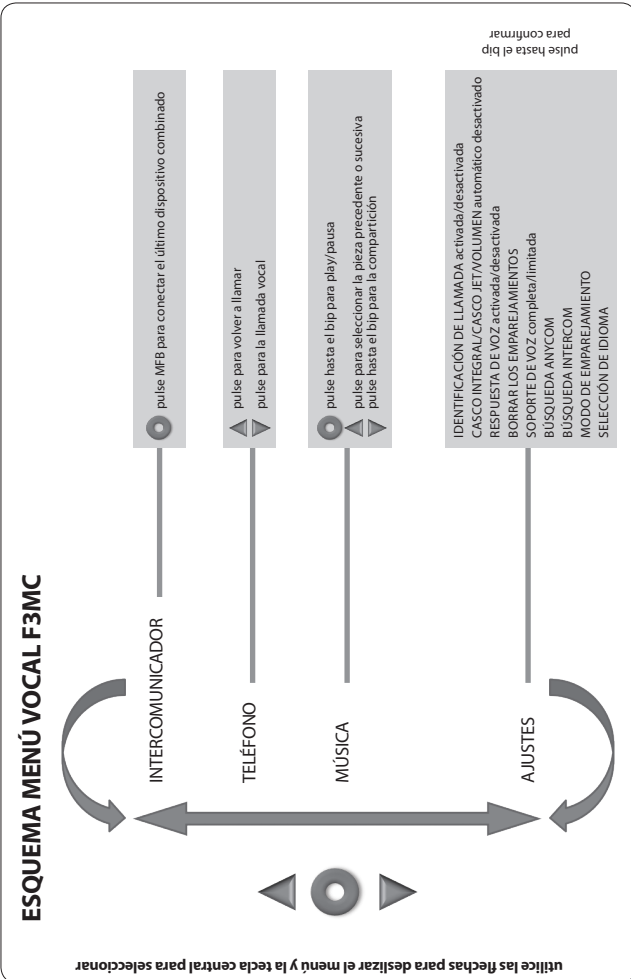 ESQUEMA MENÚ VOCAL F3MC
utilice las flechas para deslizar el menú y la tecla central para seleccionar
INTERCOMUNICADOR
pulse MFB para conectar el último dispositivo combinado
TELÉFONO
pulse para volver a llamar
pulse para la llamada vocal
MÚSICA
pulse hasta el bip para play/pausa
pulse para seleccionar la pieza precedente o sucesiva
pulse hasta el bip para la compartición
AJUSTES
IDENTIFICACIÓN DE LLAMADA activada/desactivada
CASCO INTEGRAL/CASCO JET/VOLUMEN automático desactivado
RESPUESTA DE VOZ activada/desactivada
BORRAR LOS EMPAREJAMIENTOS
SOPORTE DE VOZ completa/limitada
BÚSQUEDA ANYCOM
BÚSQUEDA INTERCOM
MODO DE EMPAREJAMIENTO
SELECCIÓN DE IDIOMA
pulse hasta el bip
para confirmar